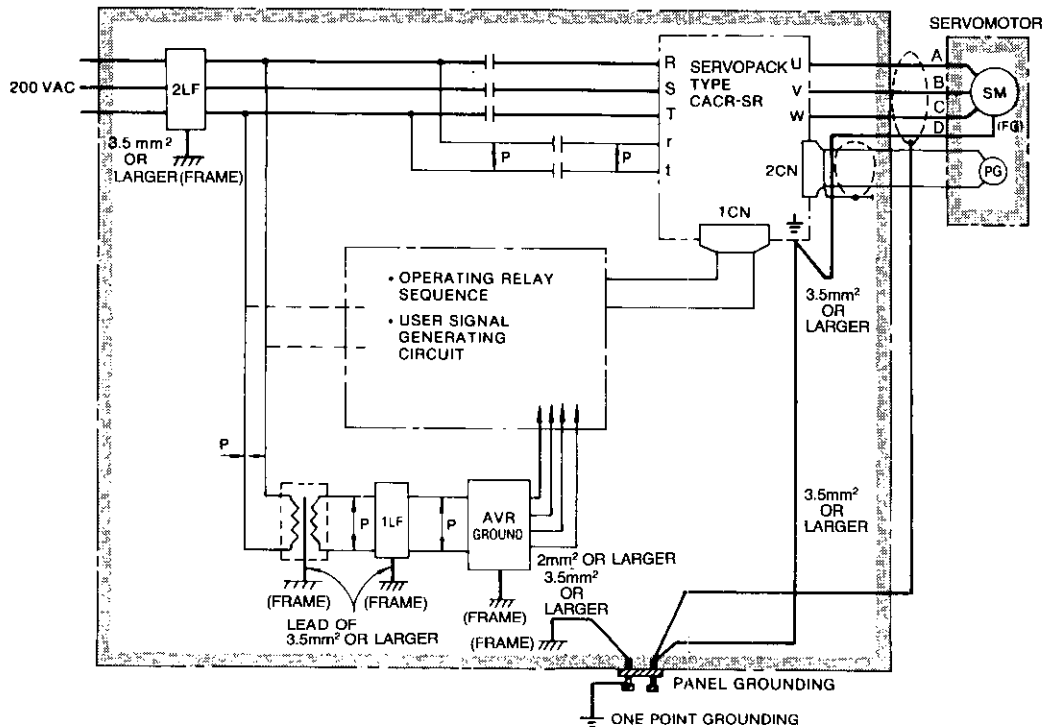 SERVOMOTOR
200 VAC
2LF
R
S
T
r
t
SERVOPACK
TYPE
CACR-SR
U
V
W
A
B
C
D
SM
(FG)
3.5 mm²
OR
LARGER (FRAME)
P
P
2CN
PG
1CN
• OPERATING RELAY
SEQUENCE
• USER SIGNAL
GENERATING
CIRCUIT
3.5mm²
OR
LARGER
P
P
1LF
P
AVR
GROUND
3.5mm²
OR
LARGER
2mm² OR LARGER
3.5mm²
OR
LARGER
(FRAME)
(FRAME)
LEAD OF
3.5mm² OR LARGER
(FRAME)
(FRAME)
PANEL GROUNDING
ONE POINT GROUNDING